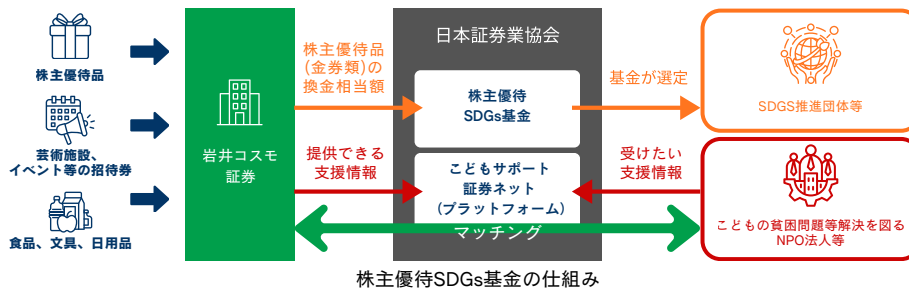 株主優待品
芸術施設、
イベント等の招待券
食品、文具、日用品
岩井コスモ
証券
株主優待品
(金券類)の
換金相当額
提供できる
支援情報
日本証券業協会
株主優待
SDGs基金
こどもサポート
証券ネット
(プラットフォーム)
マッチング
基金が選定
受けたい
支援情報
SDGS推進団体等
こどもの貧困問題等解決を図る
NPO法人等
株主優待SDGs基金の仕組み